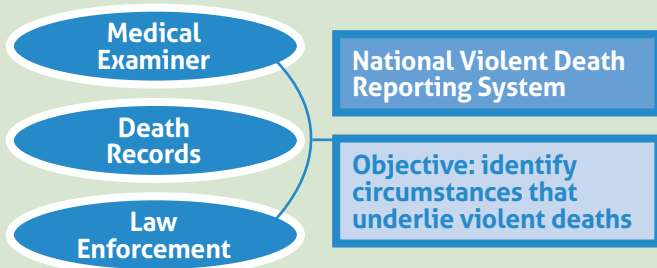 Medical
Examiner
Death
Records
Law
Enforcement
National Violent Death
Reporting System
Objective: identify
circumstances that
underlie violent deaths